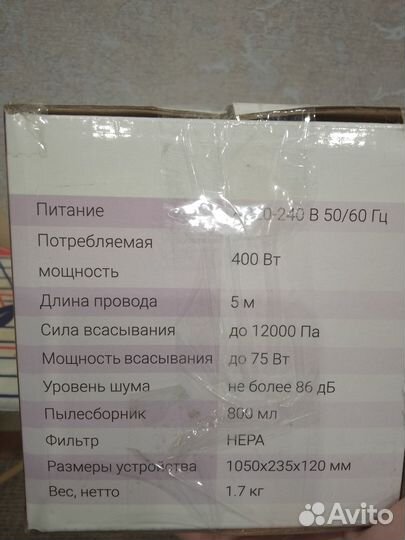 Питание 220-240 В 50/60 Гц
Потребляемая
мощность 400 Вт
Длина провода 5 м
Сила всасывания до 12000 Па
Мощность всасывания до 75 Вт
Уровень шума не более 86 дБ
Пылесборник 800 мл
Фильтр HEPA
Размеры устройства 1050х235х120 мм
Вес, нетто 1.7 кг
Avito